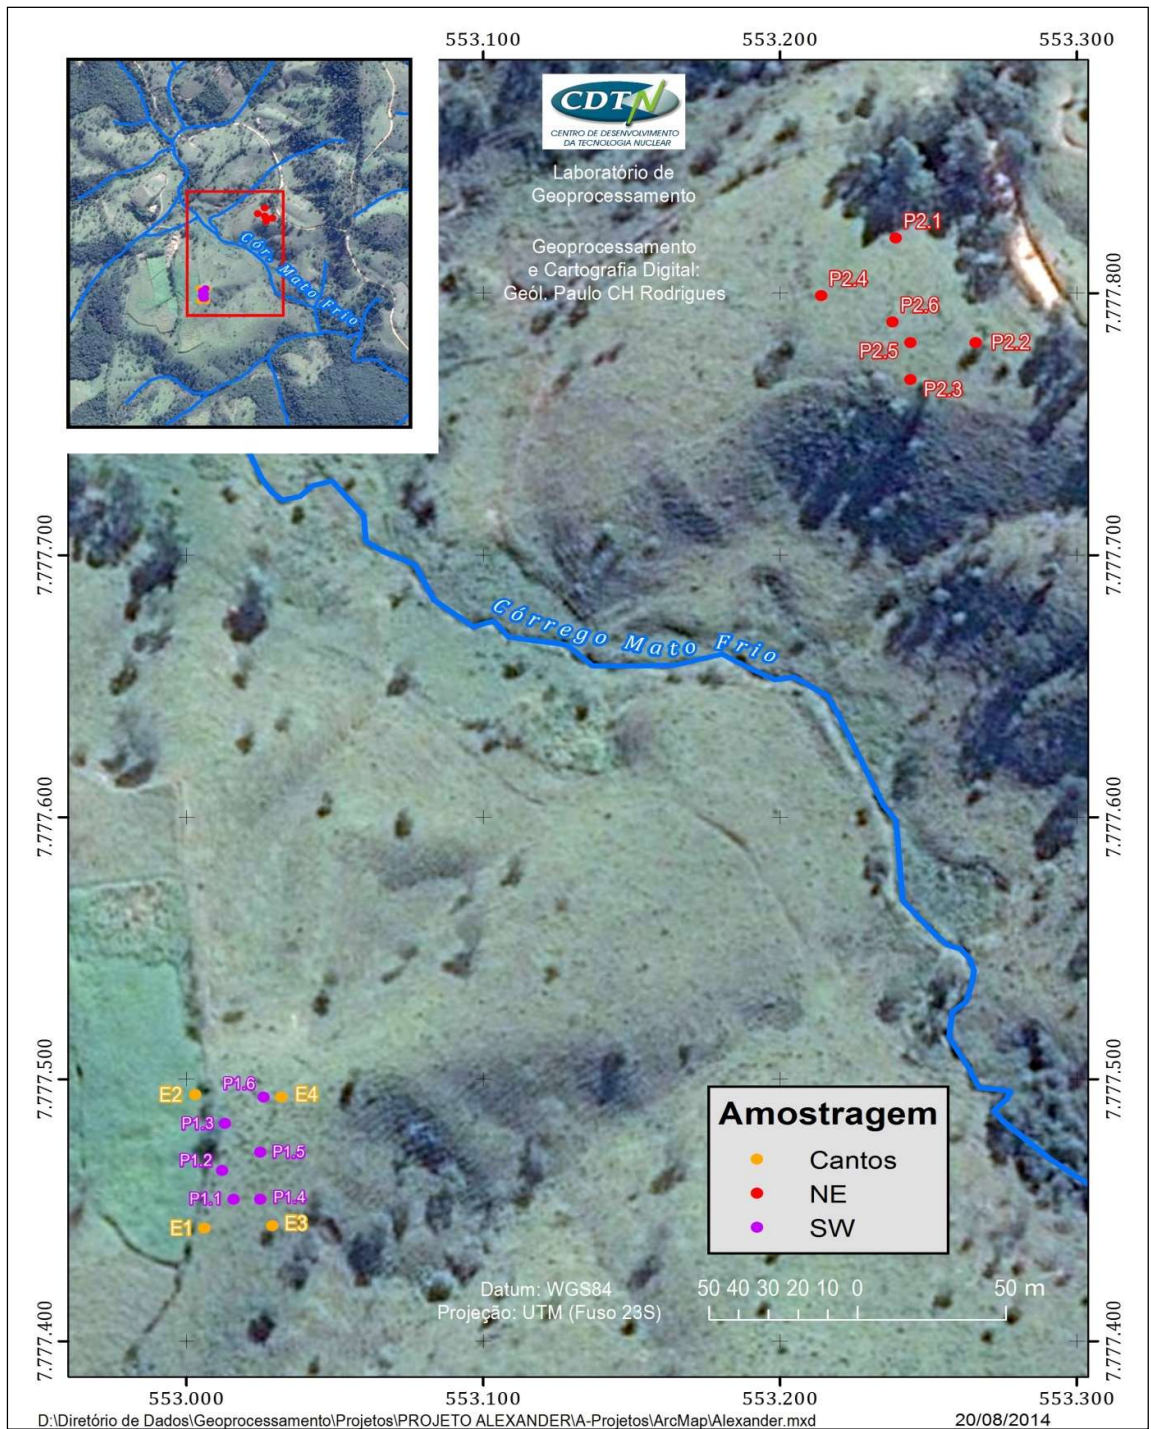 553.100
553.200
553.300
CDTN
CENTRO DE DESENVOLVIMENTO
DA TECNOLOGIA NUCLEAR
Laboratório de
Geoprocessamento
Geoprocessamento
e Cartografia Digital:
Geól. Paulo CH Rodrigues
Cór. Mato Frio
P2.1
P2.4
P2.6
P2.5
P2.2
P2.3
7.777.800
7.777.700
7.777.700
Córrego Mato Frio
7.777.600
7.777.600
7.777.500
7.777.500
P1.6
E2
E4
P1.3
P1.5
P1.2
P1.1
P1.4
E1
E3
Amostragem
Cantos
NE
SW
Datum: WGS84
Projeção: UTM (Fuso 23S)
50 40 30 20 10 0 50 m
7.777.400
7.777.400
553.000
553.100
553.200
553.300
D:\Diretório de Dados\Geoprocessamento\Projetos\PROJETO ALEXANDER\A-Projetos\ArcMap\Alexander.mxd
20/08/2014